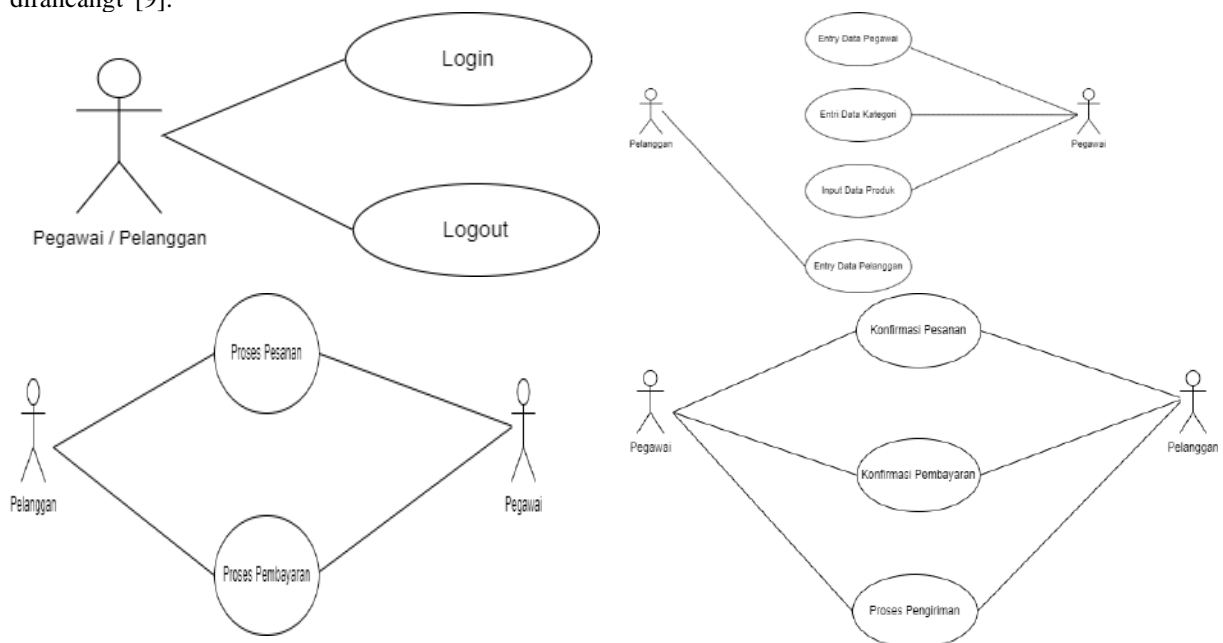 dirancangt [9].
Login
Logout
Pegawai / Pelanggan
Entry Data Pegawai
Entri Data Kategori
Input Data Produk
Entry Data Pelanggan
Pelanggan
Pegawai
Proses Pesanan
Proses Pembayaran
Pelanggan
Pegawai
Konfirmasi Pesanan
Konfirmasi Pembayaran
Proses Pengiriman
Pegawai
Pelanggan